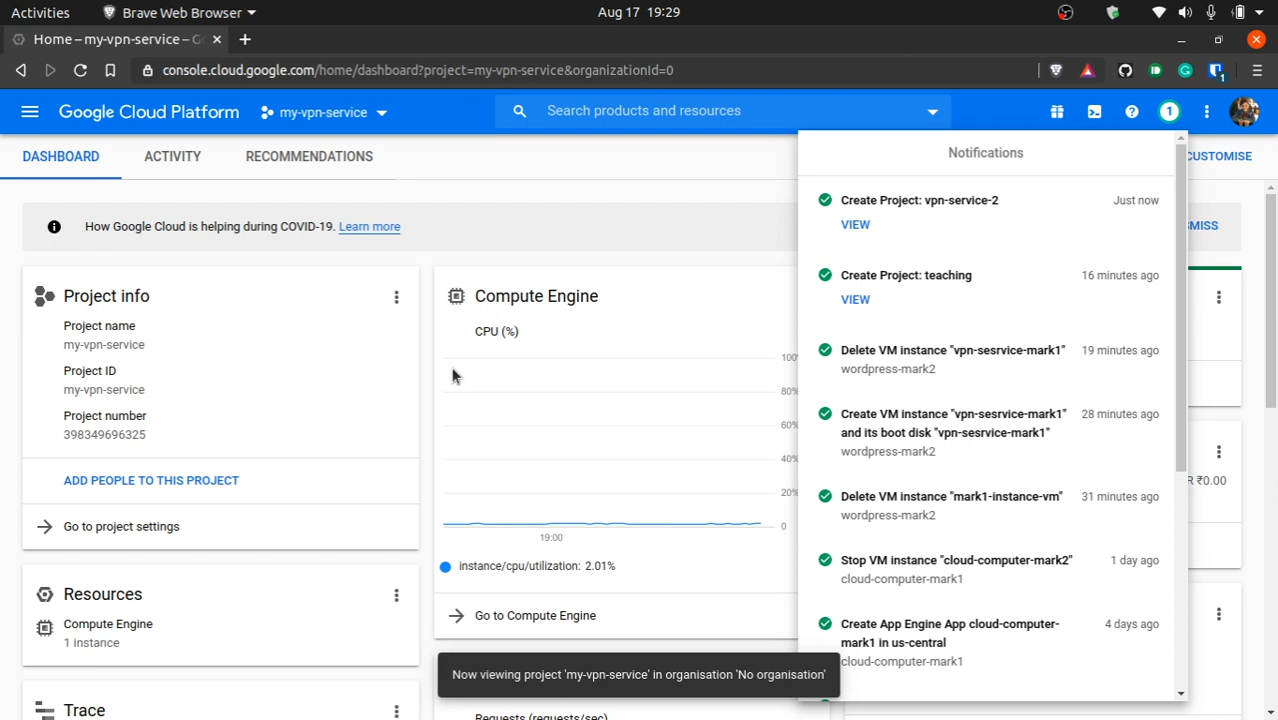 Activities
Brave Web Browser
Aug 17 19:29
Home – my-vpn-service – G
console.cloud.google.com/home/dashboard?project=my-vpn-service&organizationId=0
1
Google Cloud Platform
my-vpn-service
Search products and resources
1
DASHBOARD
ACTIVITY
RECOMMENDATIONS
CUSTOMISE
How Google Cloud is helping during COVID-19. Learn more
MISS
Project info
Project name
my-vpn-service
Project ID
my-vpn-service
Project number
398349696325
ADD PEOPLE TO THIS PROJECT
Go to project settings
Resources
Compute Engine
1 instance
Trace
Compute Engine
CPU (%)
100%
80%
60%
40%
20%
0
19:00
instance/cpu/utilization: 2.01%
Go to Compute Engine
Now viewing project 'my-vpn-service' in organisation 'No organisation'
Requests (requests/sec)
R ₹0.00
Notifications
Create Project: vpn-service-2
Just now
VIEW
Create Project: teaching
16 minutes ago
VIEW
Delete VM instance "vpn-sesrvice-mark1"
19 minutes ago
wordpress-mark2
Create VM instance "vpn-sesrvice-mark1"
28 minutes ago
and its boot disk "vpn-sesrvice-mark1"
wordpress-mark2
Delete VM instance "mark1-instance-vm"
31 minutes ago
wordpress-mark2
Stop VM instance "cloud-computer-mark2"
1 day ago
cloud-computer-mark1
Create App Engine App cloud-computer-
4 days ago
mark1 in us-central
cloud-computer-mark1